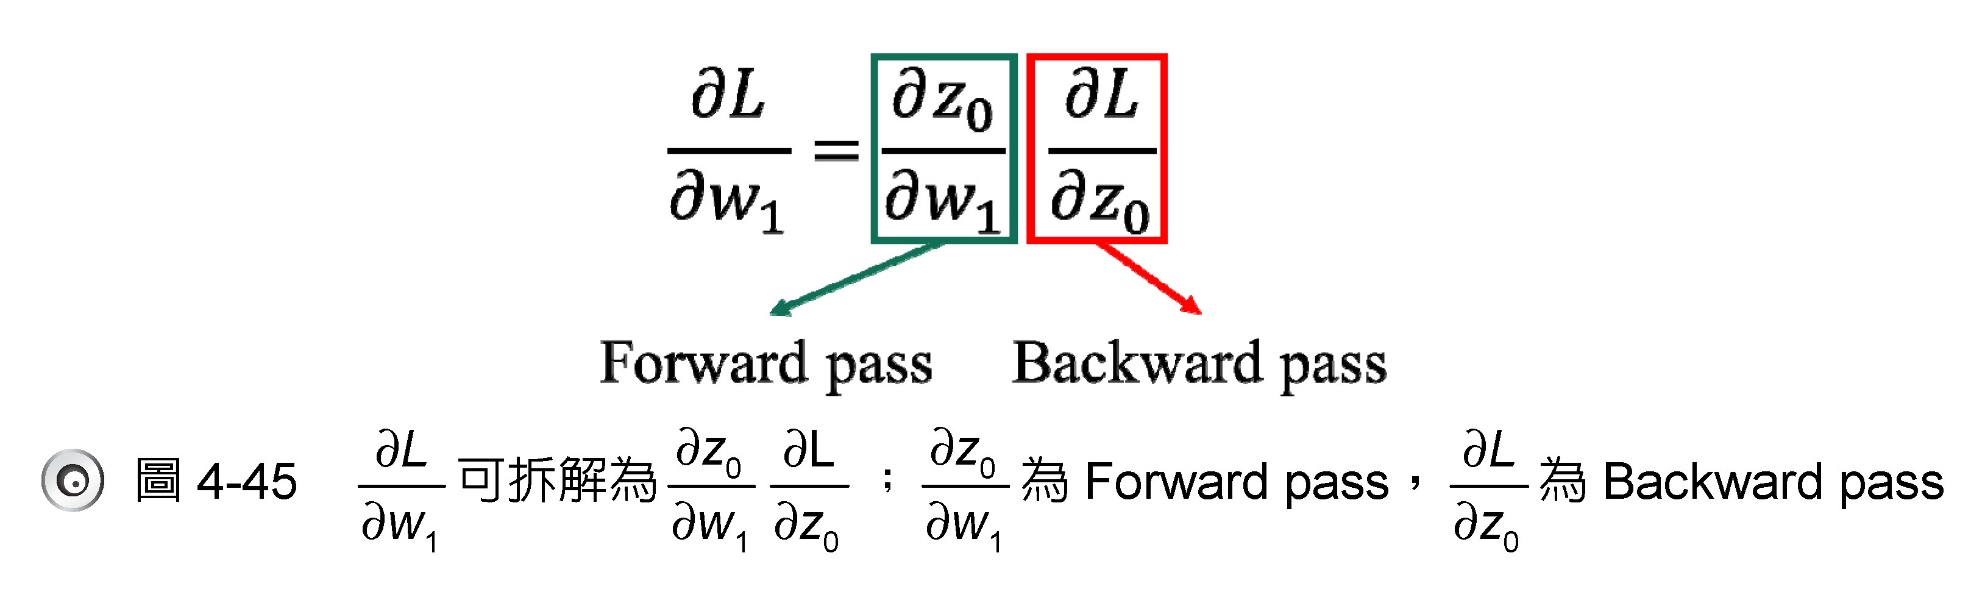 ∂L/∂w₁ = ∂z₀/∂w₁ ∂L/∂z₀
Forward pass Backward pass
圖 4-45 ∂L/∂w₁ 可拆解為 ∂z₀/∂w₁ ∂L/∂z₀ ；∂z₀/∂w₁ 為 Forward pass，∂L/∂z₀ 為 Backward pass